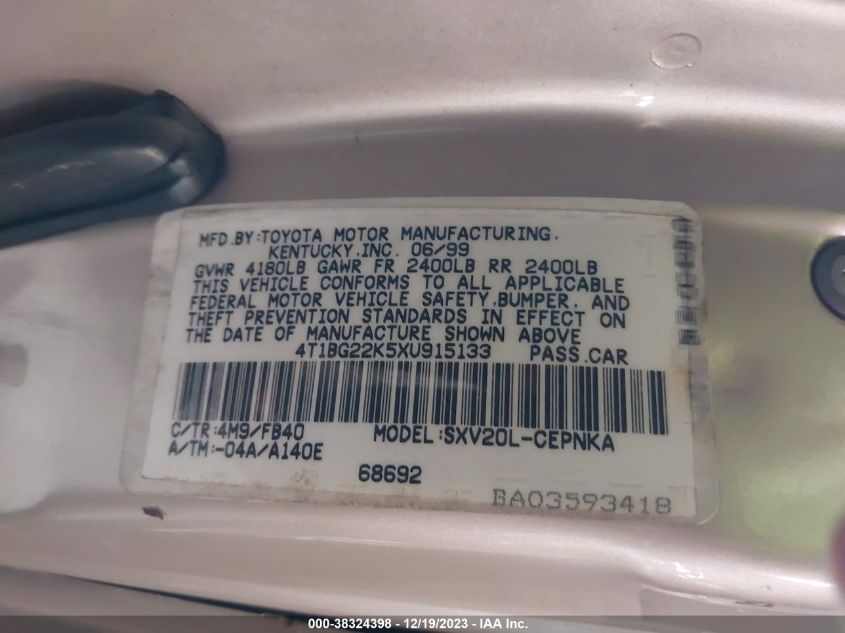 MFD.BY:TOYOTA MOTOR MANUFACTURING.
KENTUCKY,INC. 06/99
GVWR 4180LB GAWR FR 2400LB RR 2400LB
THIS VEHICLE CONFORMS TO ALL APPLICABLE
FEDERAL MOTOR VEHICLE SAFETY,BUMPER, AND
THEFT PREVENTION STANDARDS IN EFFECT ON
THE DATE OF MANUFACTURE SHOWN ABOVE
4T1BG22K5XU915133 PASS.CAR
C/TR:4M9/FB40 MODEL:SXV20L-CEPNKA
A/TM:-04A/A140E
68692
BA03593418
000-38324398 - 12/19/2023 - © IAA, Inc.